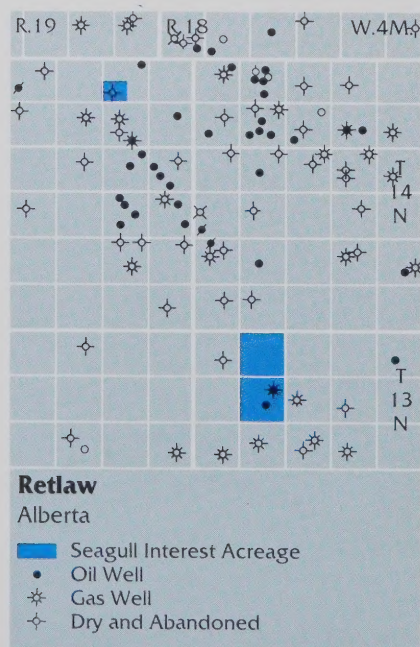 R.19 R.18 W.4M.
T
14
N
T
13
N
Retlaw
Alberta
Seagull Interest Acreage
Oil Well
Gas Well
Dry and Abandoned